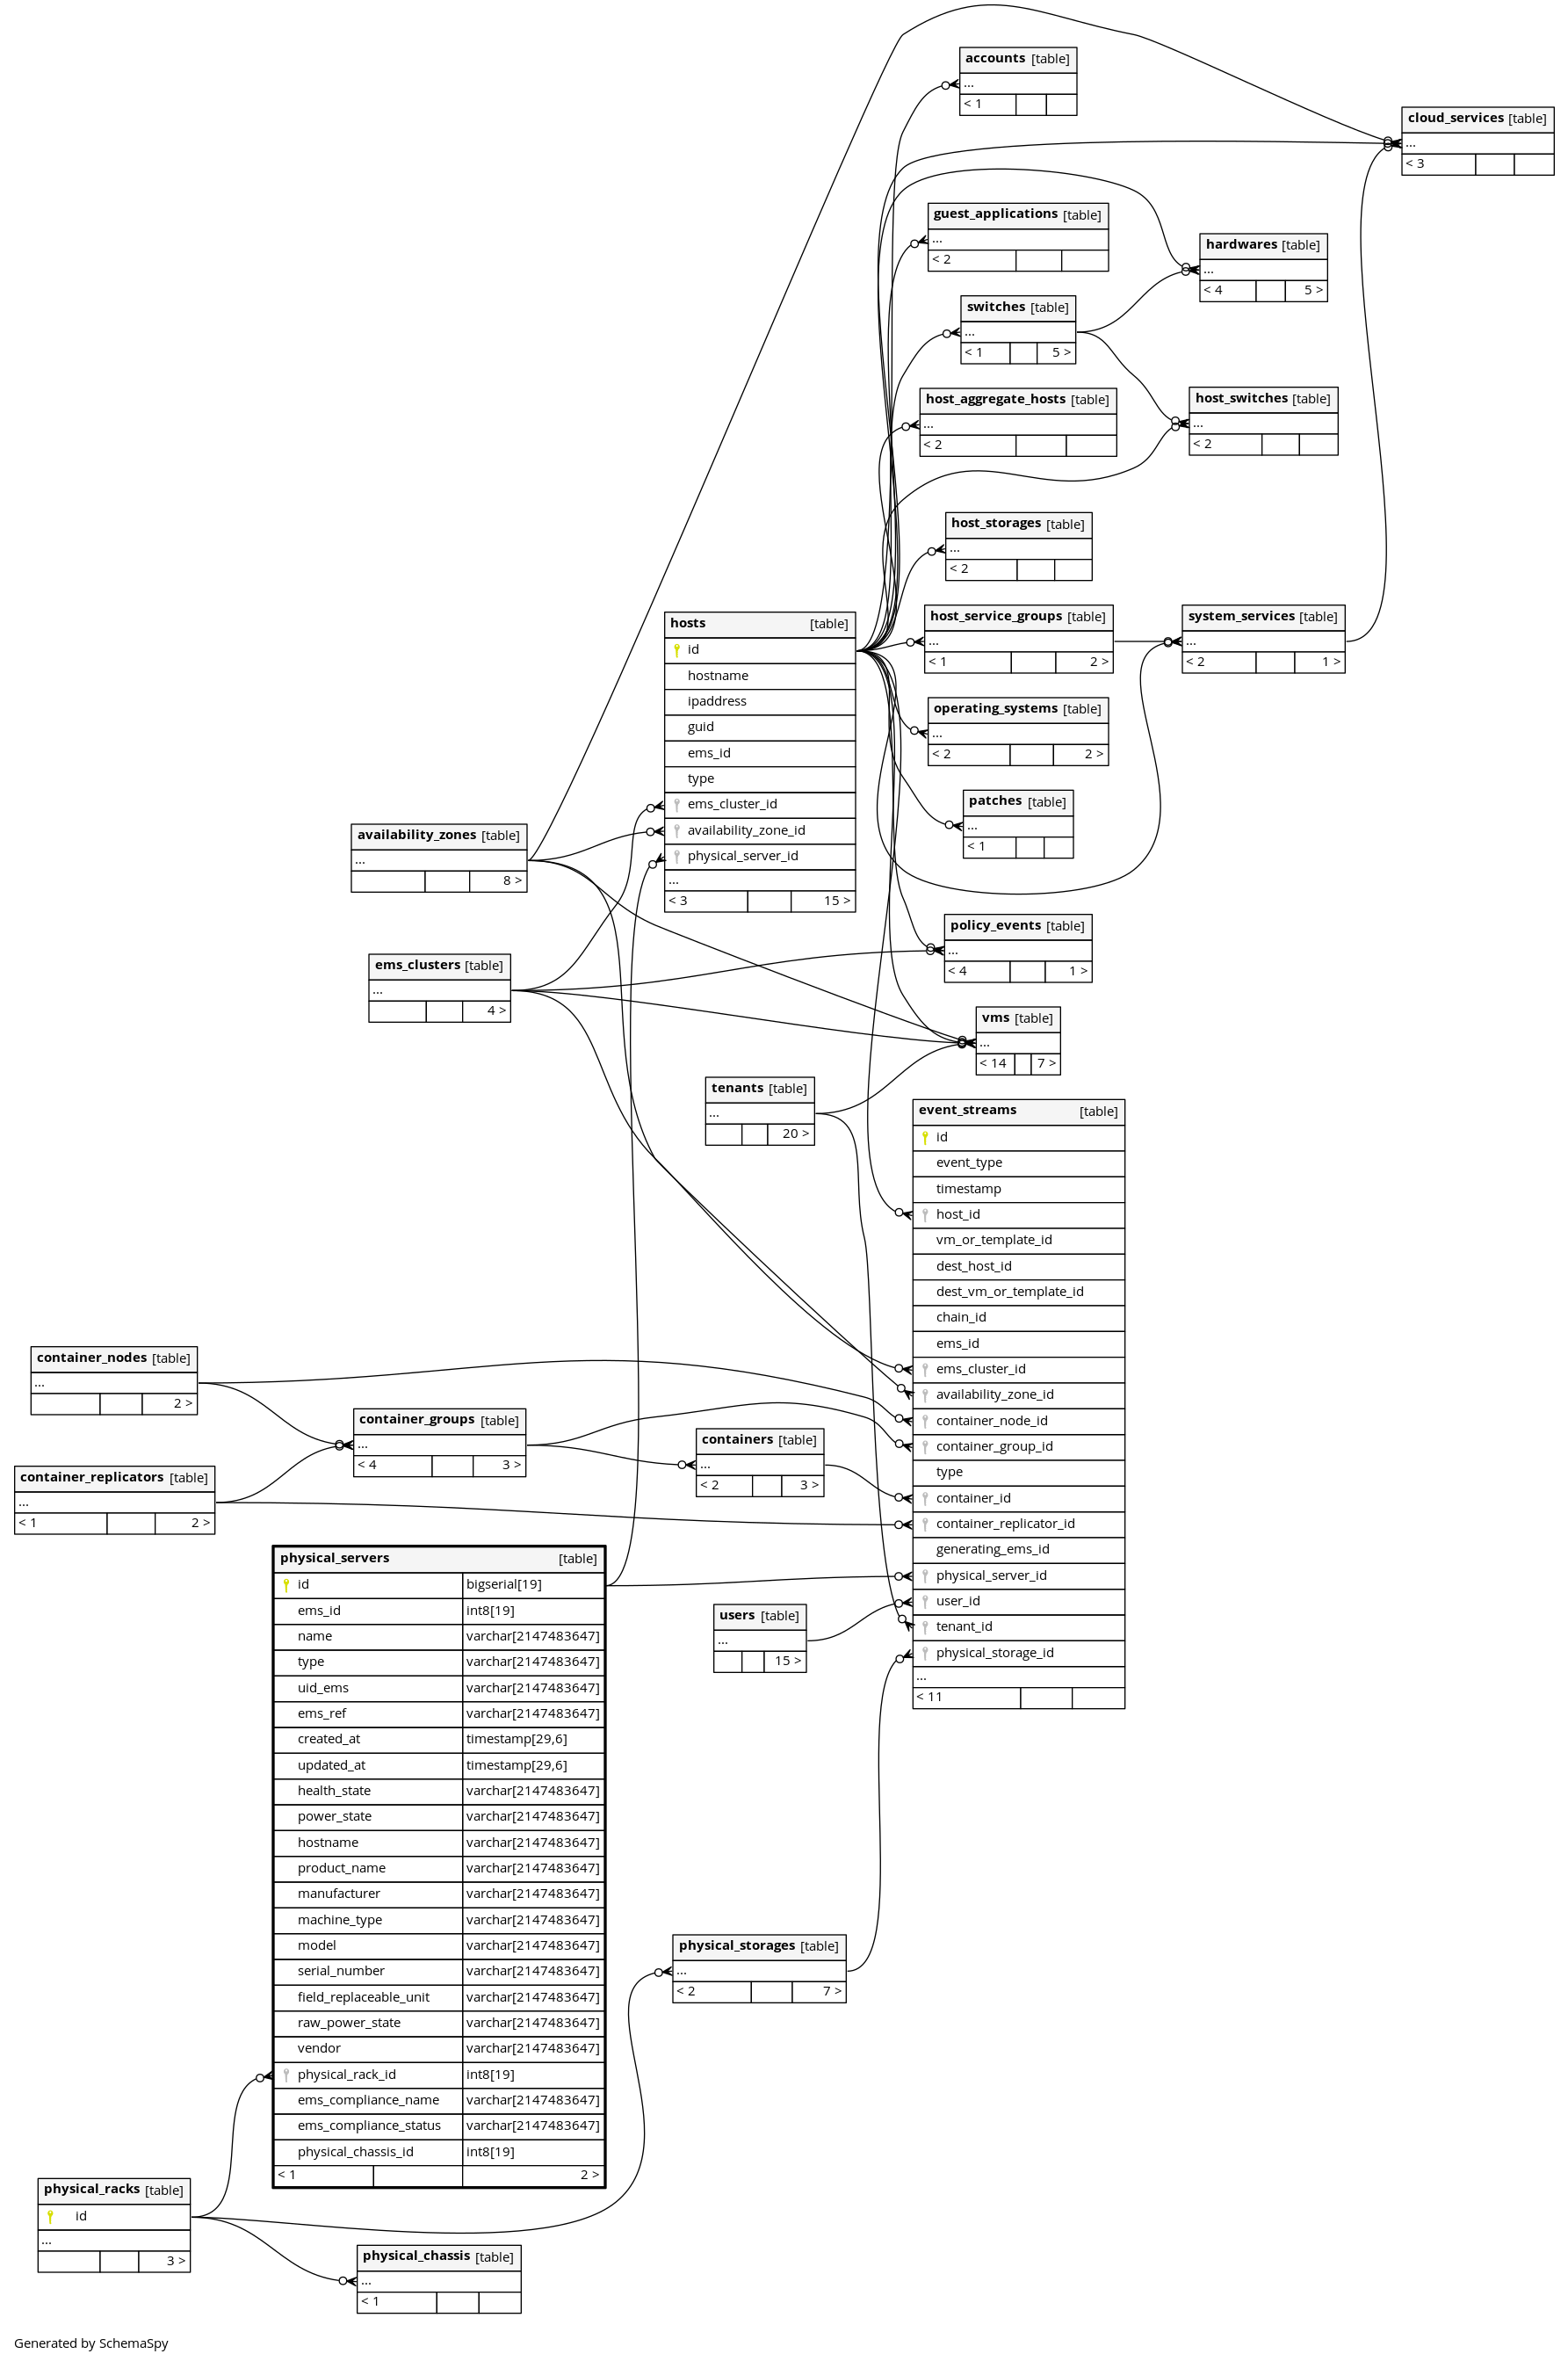 accounts [table]
...
< 1
cloud_services [table]
...
< 3
guest_applications [table]
...
< 2
hardwares [table]
...
< 4 5 >
switches [table]
...
< 1 5 >
host_aggregate_hosts [table]
...
< 2
host_switches [table]
...
< 2
host_storages [table]
...
< 2
hosts [table]
id
hostname
ipaddress
guid
ems_id
type
ems_cluster_id
availability_zone_id
physical_server_id
...
< 3 15 >
host_service_groups [table]
...
< 1 2 >
system_services [table]
...
< 2 1 >
operating_systems [table]
...
< 2 2 >
patches [table]
...
< 1
availability_zones [table]
...
8 >
policy_events [table]
...
< 4 1 >
ems_clusters [table]
...
4 >
vms [table]
...
< 14 7 >
tenants [table]
...
20 >
event_streams [table]
id
event_type
timestamp
host_id
vm_or_template_id
dest_host_id
dest_vm_or_template_id
chain_id
ems_id
ems_cluster_id
availability_zone_id
container_node_id
container_group_id
type
container_id
container_replicator_id
generating_ems_id
physical_server_id
user_id
tenant_id
physical_storage_id
...
< 11
container_nodes [table]
...
2 >
container_groups [table]
...
< 4 3 >
containers [table]
...
< 2 3 >
container_replicators [table]
...
< 1 2 >
physical_servers [table]
id bigserial[19]
ems_id int8[19]
name varchar[2147483647]
type varchar[2147483647]
uid_ems varchar[2147483647]
ems_ref varchar[2147483647]
created_at timestamp[29,6]
updated_at timestamp[29,6]
health_state varchar[2147483647]
power_state varchar[2147483647]
hostname varchar[2147483647]
product_name varchar[2147483647]
manufacturer varchar[2147483647]
machine_type varchar[2147483647]
model varchar[2147483647]
serial_number varchar[2147483647]
field_replaceable_unit varchar[2147483647]
raw_power_state varchar[2147483647]
vendor varchar[2147483647]
physical_rack_id int8[19]
ems_compliance_name varchar[2147483647]
ems_compliance_status varchar[2147483647]
physical_chassis_id int8[19]
< 1 2 >
users [table]
...
15 >
physical_storages [table]
...
< 2 7 >
physical_racks [table]
id
...
3 >
physical_chassis [table]
...
< 1
Generated by SchemaSpy